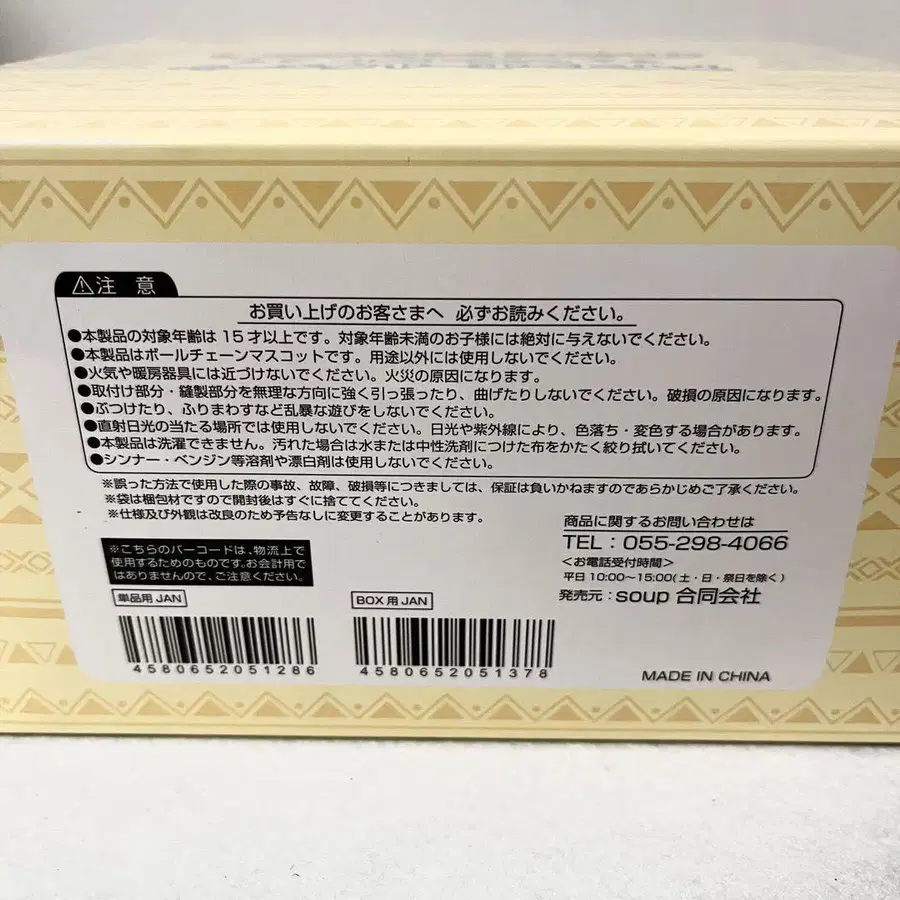 ⚠注 意
お買い上げのお客さまへ 必ずお読みください。
●本製品の対象年齢は 15 才以上です。対象年齢未満のお子様には絶対に与えないでください。
●本製品はボールチェーンマスコットです。用途以外には使用しないでください。
●火気や暖房器具には近づけないでください。火災の原因になります。
●取付け部分・縫製部分を無理な方向に強く引っ張ったり、曲げたりしないでください。破損の原因になります。
●ぶつけたり、ふりまわすなど乱暴な遊びをしないでください。
●直射日光の当たる場所では使用しないでください。日光や紫外線により、色落ち・変色する場合があります。
●本製品は洗濯できません。汚れた場合は水または中性洗剤につけた布をかたく絞り拭いてください。
●シンナー・ベンジン等溶剤や漂白剤は使用しないでください。
※誤った方法で使用した際の事故、故障、破損等につきましては、保証は負いかねますのであらかじめご了承ください。
※袋は梱包材ですので開封後はすぐに捨ててください。
※仕様及び外観は改良のため予告なしに変更することがあります。
商品に関するお問い合わせは
TEL：055-298-4066
<お電話受付時間>
平日 10:00〜15:00(土・日・祭日を除く)
発売元：soup 合同会社
※こちらのバーコードは、物流上で
使用するためのものです。お会計用で
はありませんので、ご注意ください。
単品用 JAN
4580652051286
BOX用 JAN
4580652051378
MADE IN CHINA